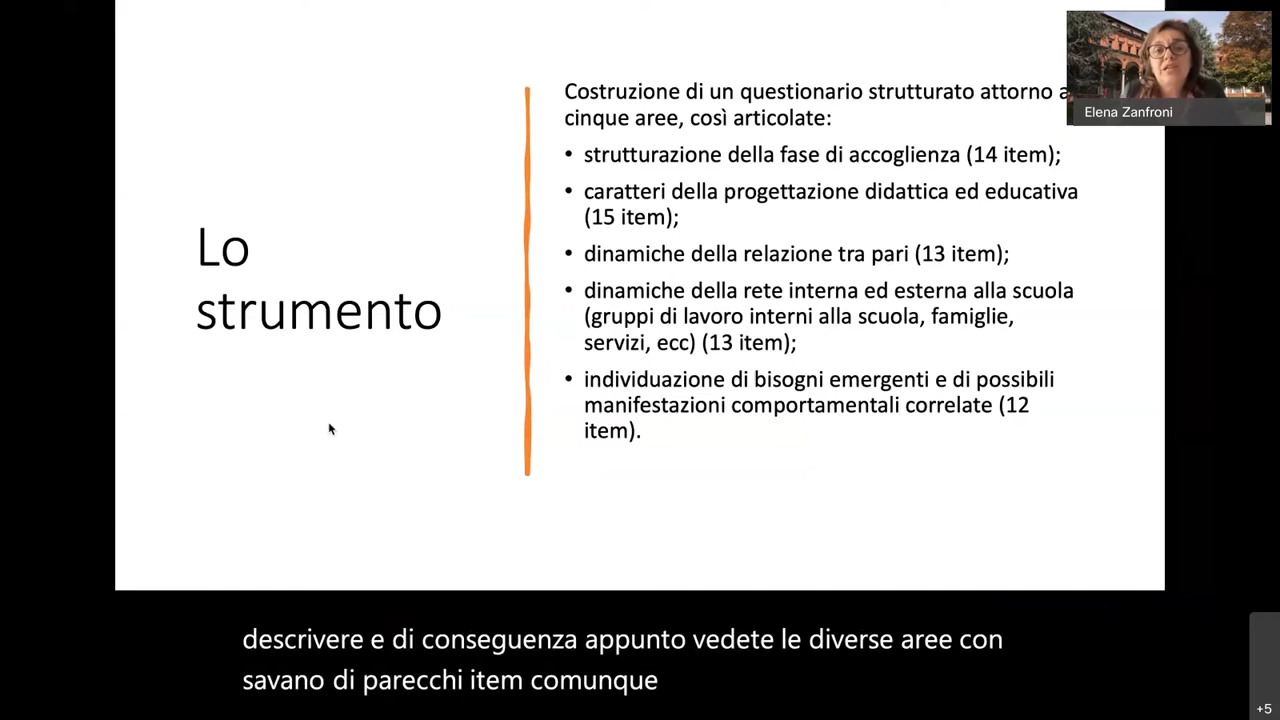 Costruzione di un questionario strutturato attorno a
cinque aree, così articolate:
• strutturazione della fase di accoglienza (14 item);
• caratteri della progettazione didattica ed educativa
(15 item);
• dinamiche della relazione tra pari (13 item);
• dinamiche della rete interna ed esterna alla scuola
(gruppi di lavoro interni alla scuola, famiglie,
servizi, ecc) (13 item);
• individuazione di bisogni emergenti e di possibili
manifestazioni comportamentali correlate (12
item).
Lo
strumento
Elena Zanfroni
descrivere e di conseguenza appunto vedete le diverse aree con
savano di parecchi item comunque
+5